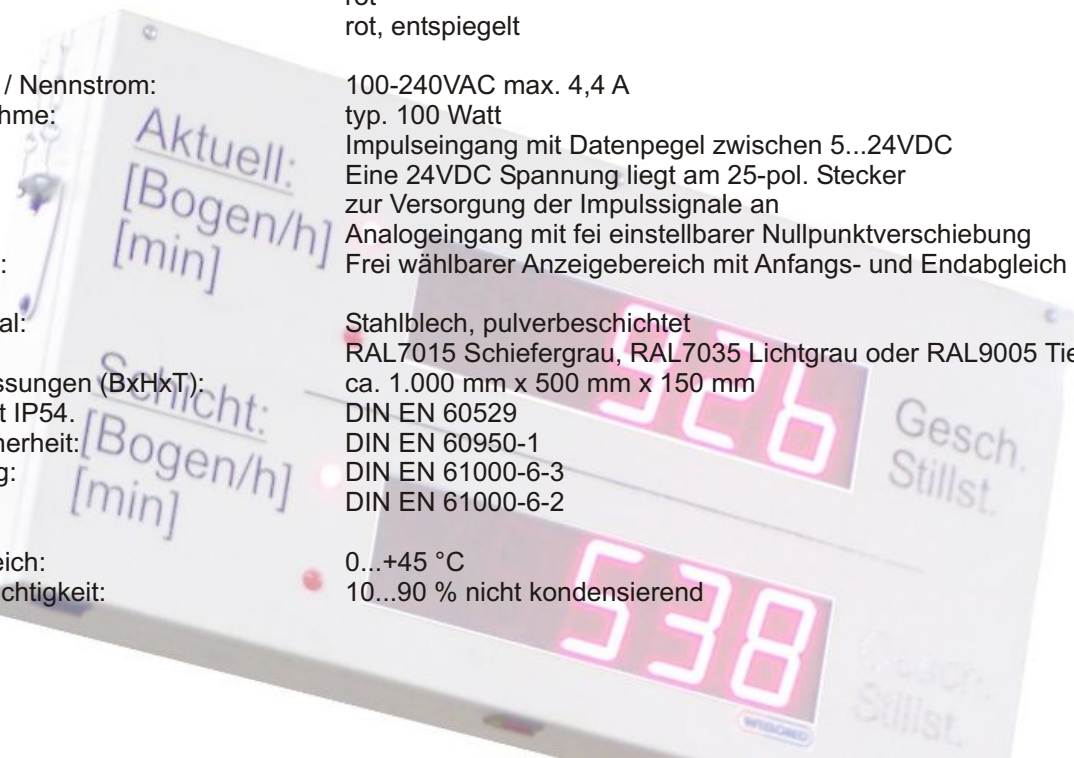 rot
rot, entspiegelt
/ Nennstrom: 100-240VAC max. 4,4 A
hme: typ. 100 Watt
Impulseingang mit Datenpegel zwischen 5...24VDC
Eine 24VDC Spannung liegt am 25-pol. Stecker
zur Versorgung der Impulssignale an
Analogeingang mit fei einstellbarer Nullpunktverschiebung
: Frei wählbarer Anzeigebereich mit Anfangs- und Endabgleich
al: Stahlblech, pulverbeschichtet
RAL7015 Schiefergrau, RAL7035 Lichtgrau oder RAL9005 Tie
ssungen (BxHxT): ca. 1.000 mm x 500 mm x 150 mm
t IP54. DIN EN 60529
herheit: DIN EN 60950-1
g: DIN EN 61000-6-3
DIN EN 61000-6-2
eich: 0...+45 °C
chtigkeit: 10...90 % nicht kondensierend
Aktuell:
[Bogen/h]
[min]
926
Gesch.
Stillst.
Schicht:
[Bogen/h]
[min]
538
Gesch.
Stillst.